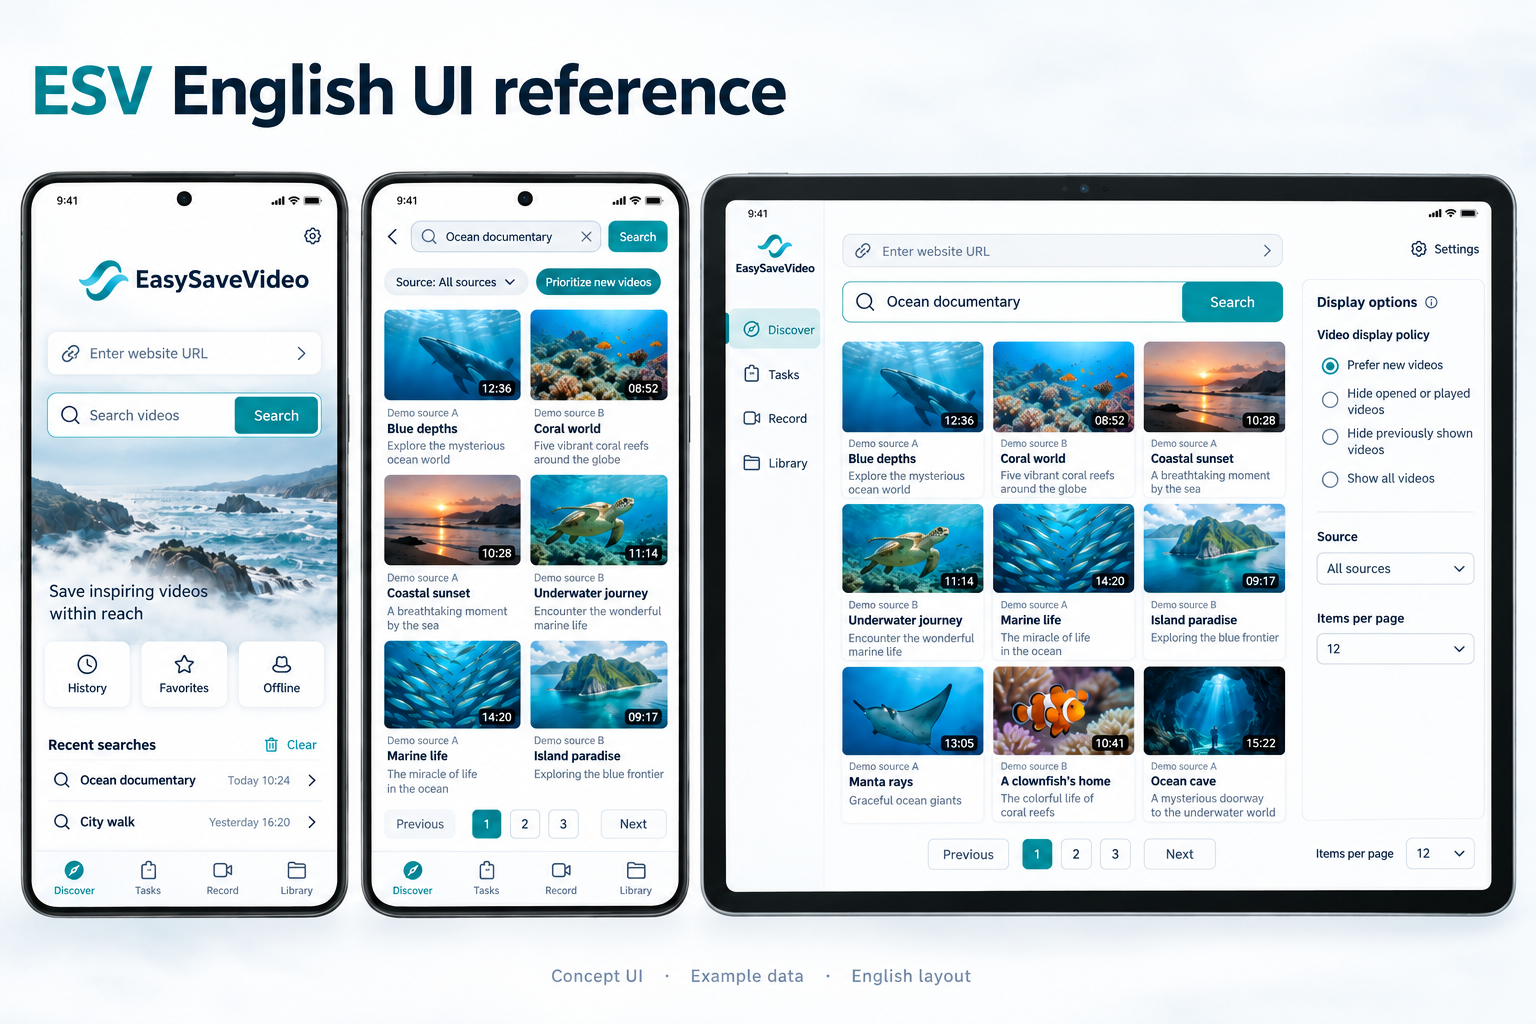 ESV English UI reference
9:41
EasySaveVideo
Enter website URL
Search videos
Search
Save inspiring videos
within reach
History
Favorites
Offline
Recent searches
Clear
Ocean documentary
Today 10:24
City walk
Yesterday 16:20
Discover
Tasks
Record
Library
9:41
Ocean documentary
Search
Source: All sources
Prioritize new videos
12:36
08:52
Demo source A
Blue depths
Explore the mysterious
ocean world
Demo source B
Coral world
Five vibrant coral reefs
around the globe
10:28
11:14
Demo source A
Coastal sunset
A breathtaking moment
by the sea
Demo source B
Underwater journey
Encounter the wonderful
marine life
14:20
09:17
Demo source A
Marine life
The miracle of life
in the ocean
Demo source B
Island paradise
Exploring the blue frontier
Previous
1
2
3
Next
Discover
Tasks
Record
Library
9:41
EasySaveVideo
Discover
Tasks
Record
Library
Enter website URL
Settings
Ocean documentary
Search
12:36
08:52
10:28
Demo source A
Blue depths
Explore the mysterious
ocean world
Demo source B
Coral world
Five vibrant coral reefs
around the globe
Demo source A
Coastal sunset
A breathtaking moment
by the sea
11:14
14:20
09:17
Demo source B
Underwater journey
Encounter the wonderful
marine life
Demo source A
Marine life
The miracle of life
in the ocean
Demo source B
Island paradise
Exploring the blue frontier
13:05
10:41
15:22
Demo source A
Manta rays
Graceful ocean giants
Demo source B
A clownfish's home
The colorful life of
coral reefs
Demo source A
Ocean cave
A mysterious doorway
to the underwater world
Previous
1
2
3
Next
Display options
Video display policy
Prefer new videos
Hide opened or played
videos
Hide previously shown
videos
Show all videos
Source
All sources
Items per page
12
Items per page
12
Concept UI · Example data · English layout